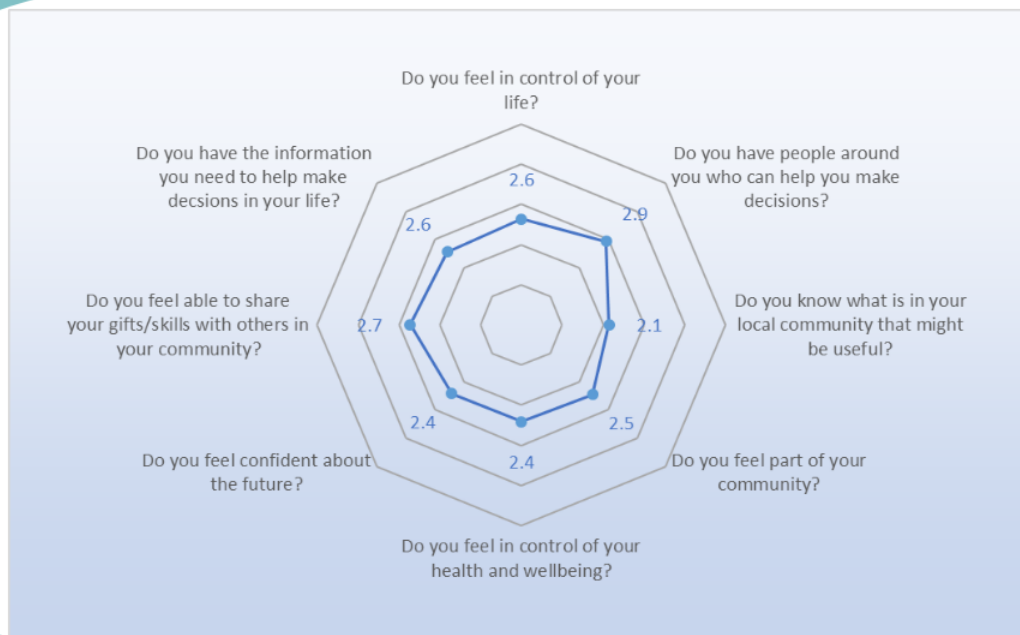 Do you feel in control of your
life?
Do you have people around
you who can help you make
decisions?
Do you know what is in your
local community that might
be useful?
Do you feel part of your
community?
Do you feel in control of your
health and wellbeing?
Do you feel confident about
the future?
Do you feel able to share
your gifts/skills with others in
your community?
Do you have the information
you need to help make
decsions in your life?
2.6
2.9
2.1
2.5
2.4
2.4
2.7
2.6